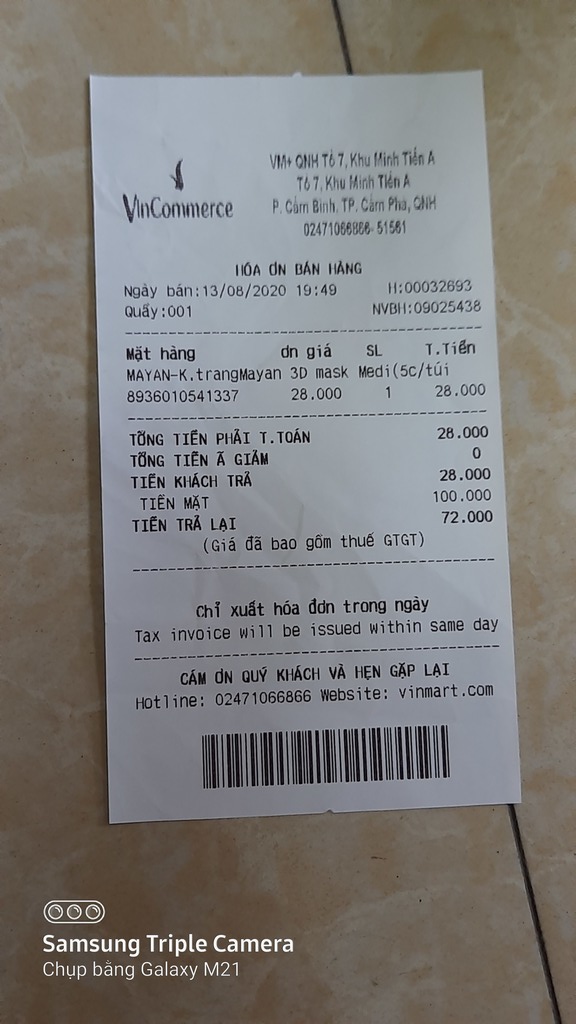 VinCommerce
VM+ QNH Tổ 7, Khu Minh Tiến A
Tổ 7, Khu Minh Tiến A
P. Cẩm Bình, TP. Cẩm Phả, QNH
02471066866-51561
HÓA ƠN BÁN HÀNG
Ngày bán:13/08/2020 19:49 H:00032693
Quầy:001 NVBH:09025438
Mặt hàng ơn giá SL T.Tiền
MAYAN-K.trangMayan 3D mask Medi(5c/túi
8936010541337 28.000 1 28.000
TỔNG TIỀN PHẢI T.TOÁN 28.000
TỔNG TIỀN Ã GIẢM 0
TIỀN KHÁCH TRẢ 28.000
TIỀN MẶT 100.000
TIỀN TRẢ LẠI 72.000
(Giá đã bao gồm thuế GTGT)
Chỉ xuất hóa đơn trong ngày
Tax invoice will be issued within same day
CẢM ƠN QUÝ KHÁCH VÀ HẸN GẶP LẠI
Hotline: 02471066866 Website: vinmart.com
Samsung Triple Camera
Chụp bằng Galaxy M21